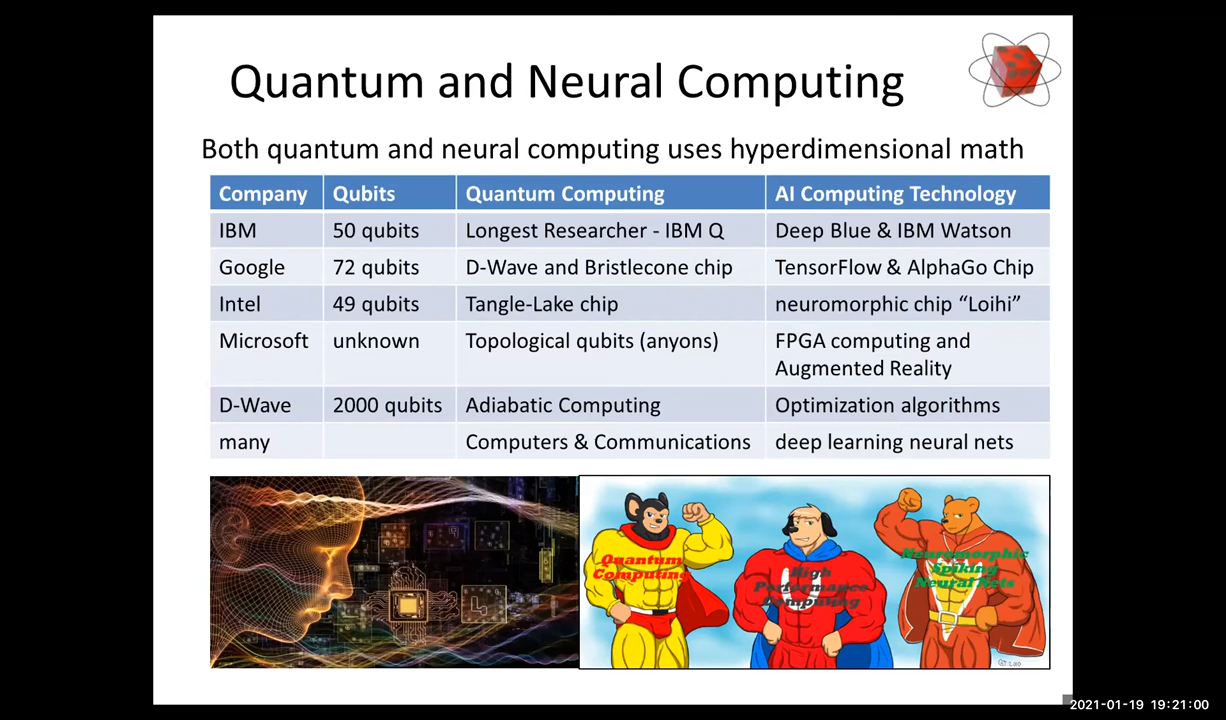 Quantum and Neural Computing
Both quantum and neural computing uses hyperdimensional math
Company Qubits Quantum Computing AI Computing Technology
IBM 50 qubits Longest Researcher - IBM Q Deep Blue & IBM Watson
Google 72 qubits D-Wave and Bristlecone chip TensorFlow & AlphaGo Chip
Intel 49 qubits Tangle-Lake chip neuromorphic chip “Loihi”
Microsoft unknown Topological qubits (anyons) FPGA computing and
Augmented Reality
D-Wave 2000 qubits Adiabatic Computing Optimization algorithms
many Computers & Communications deep learning neural nets
Quantum
Computing
High
Performance
Computing
Neuromorphic
Spiking
Neural Nets
2021-01-19 19:21:00